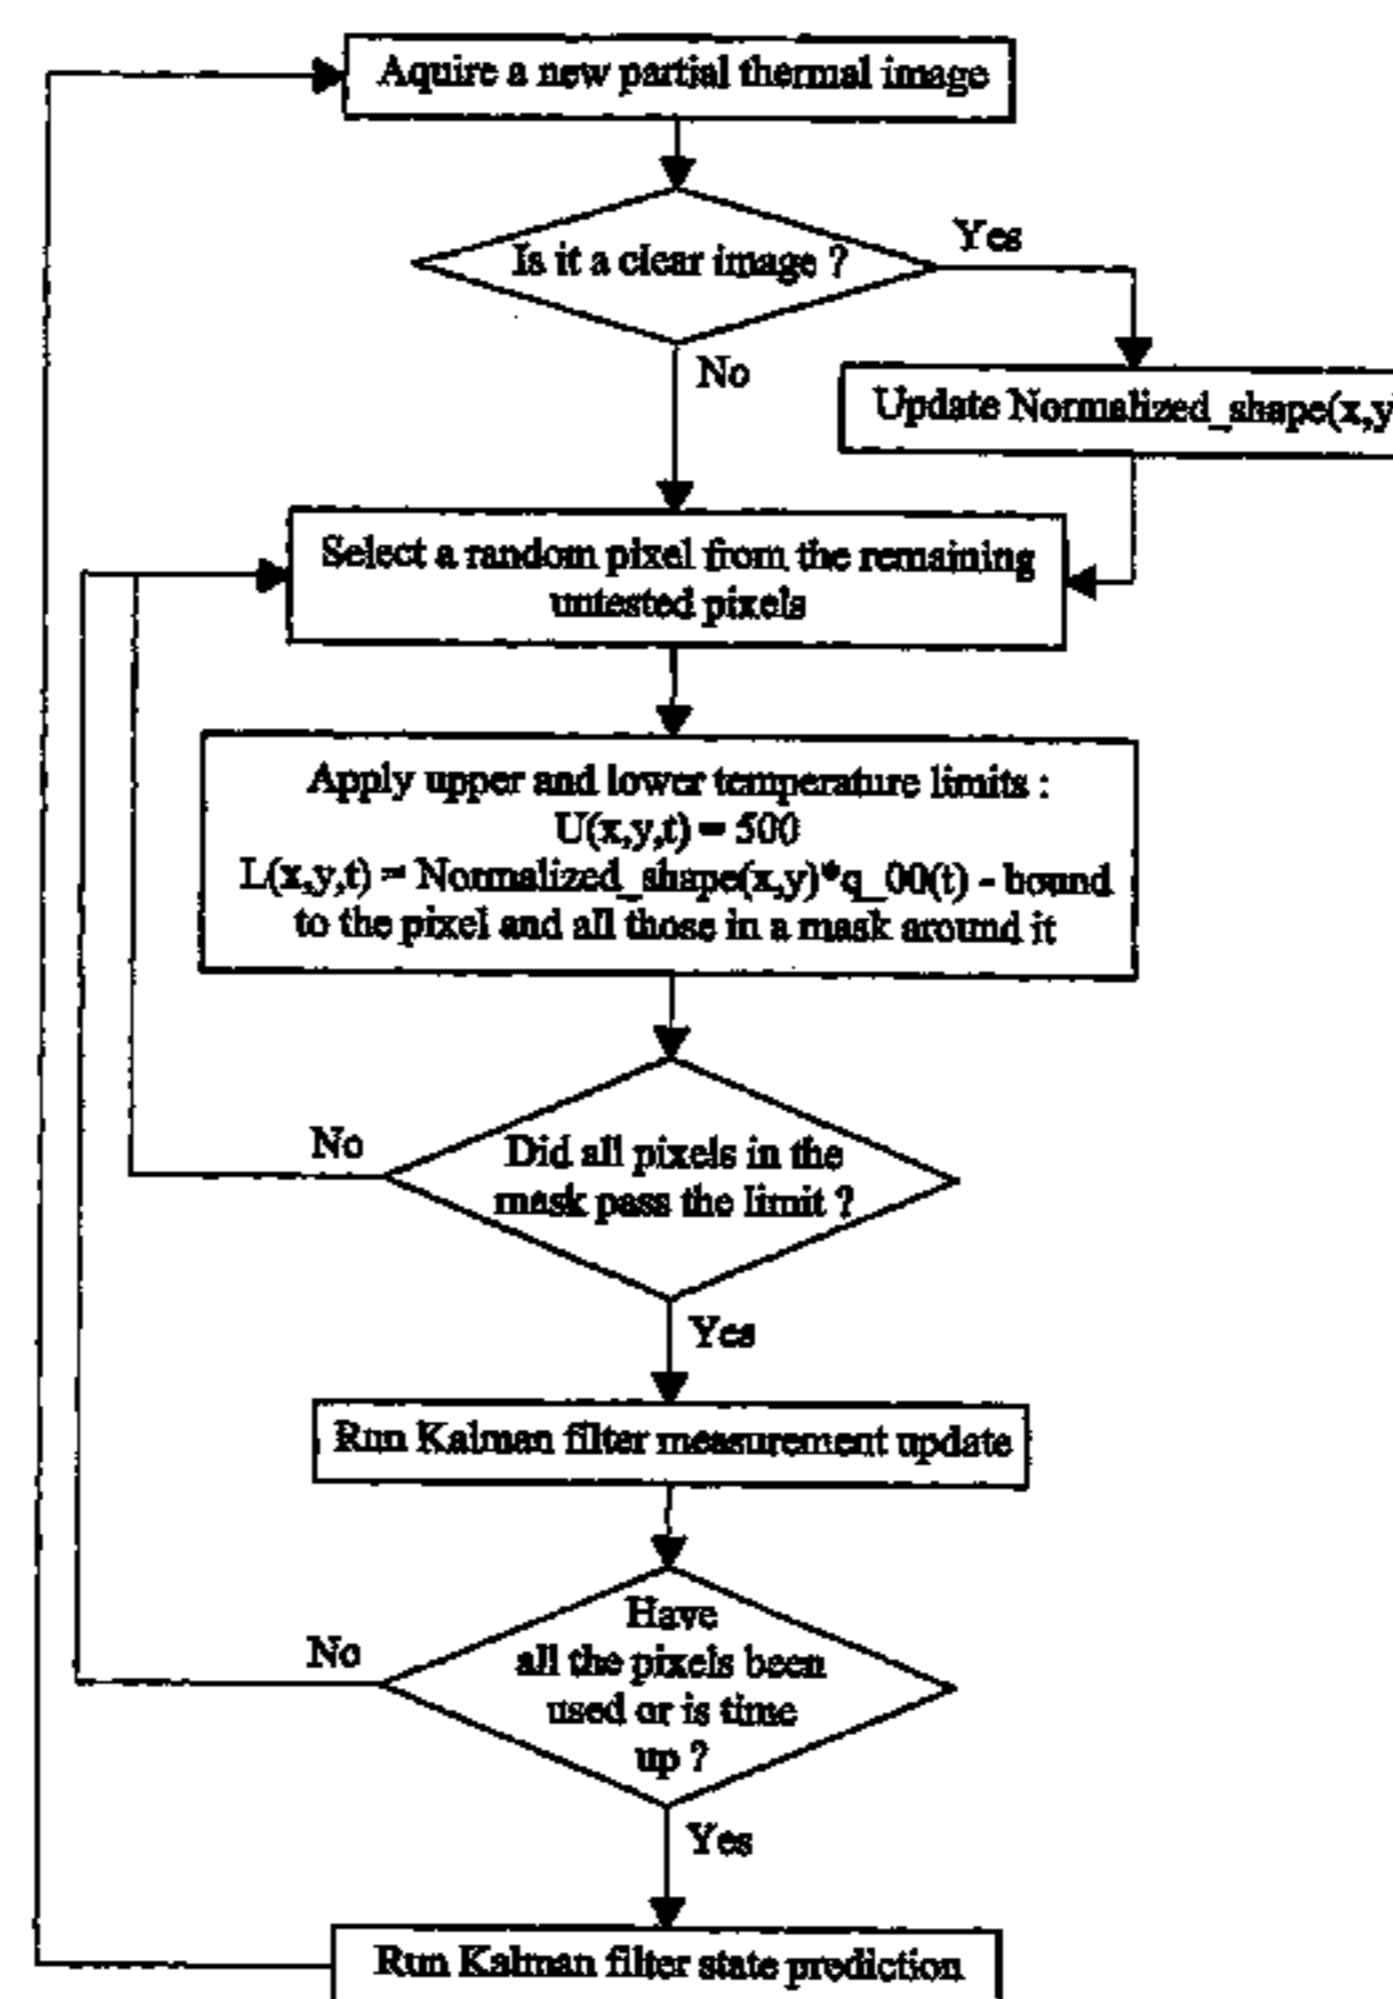 Aquire a new partial thermal image
Is it a clear image ?
Yes
No
Update Normalized_shape(x,y
Select a random pixel from the remaining
untested pixels
Apply upper and lower temperature limits :
U(x,y,t) = 500
L(x,y,t) = Normalized_shape(x,y)*q_00(t) - bound
to the pixel and all those in a mask around it
No
Did all pixels in the
mask pass the limit ?
Yes
Run Kalman filter measurement update
No
Have
all the pixels been
used or is time
up ?
Yes
Run Kalman filter state prediction